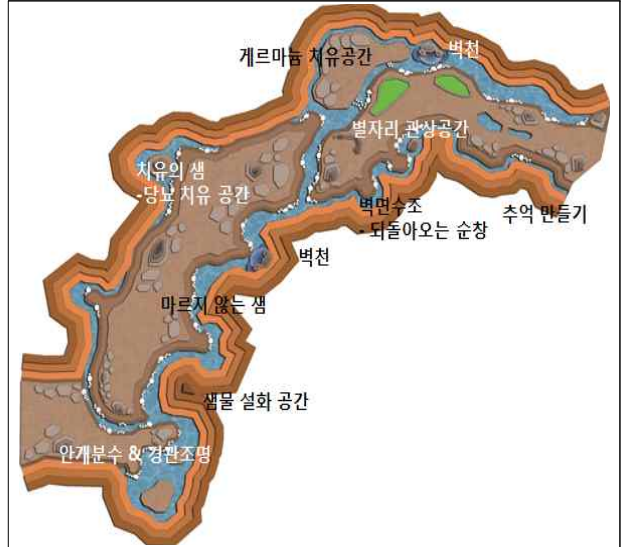 게르마늄 치유공간
벽천
별자리 관상공간
치유의 샘
-당뇨 치유 공간
벽면수조
- 되돌아오는 순창
추억 만들기
벽천
마르지 않는 샘
샘물 설화 공간
안개분수 & 경관조명